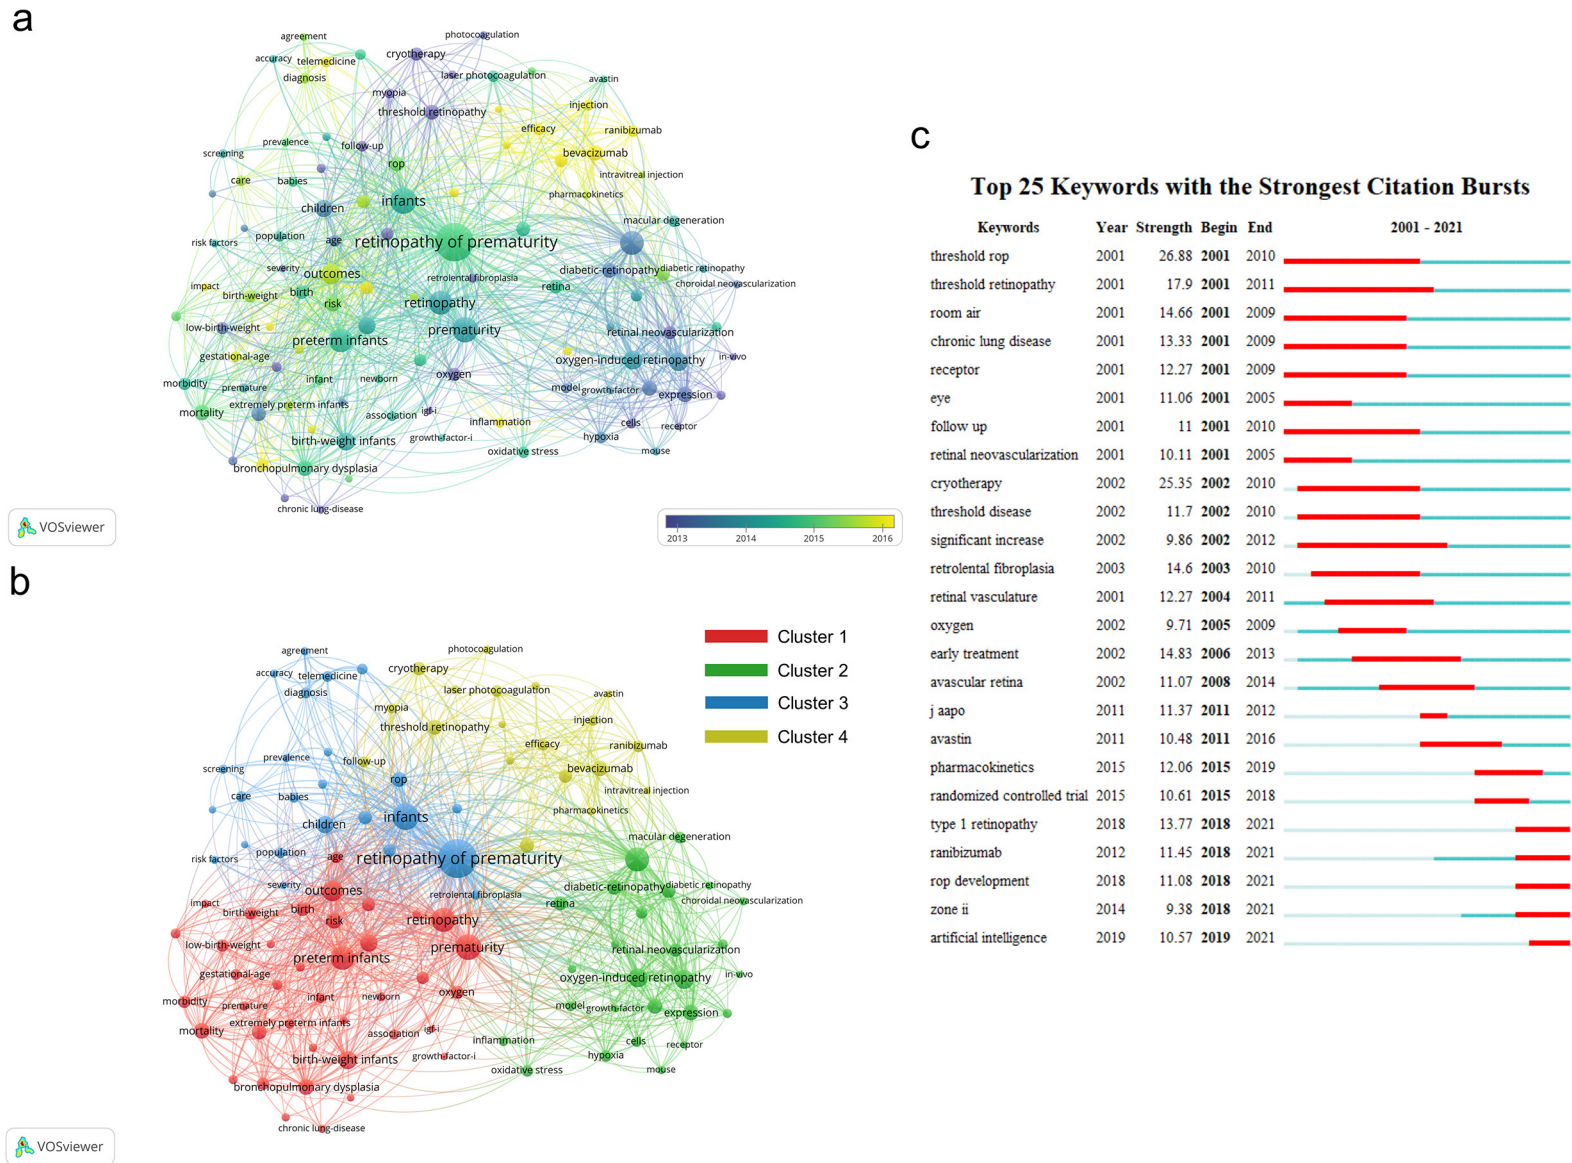 a
agreement
photocoagulation
accuracy
telemedicine
cryotherapy
diagnosis
laser photocoagulation
avastin
myopia
injection
threshold retinopathy
efficacy
ranibizumab
prevalence
follow-up
bevacizumab
screening
rop
intravitreal injection
care
babies
pharmacokinetics
children
infants
macular degeneration
risk factors
population
age
retinopathy of prematurity
severity
outcomes
retrolental fibroplasia
diabetic-retinopathy
diabetic retinopathy
choroidal neovascularization
impact
birth-weight
birth
risk
retinopathy
retina
low-birth-weight
preterm infants
prematurity
retinal neovascularization
gestational-age
oxygen-induced retinopathy
in-vivo
morbidity
premature
infant
newborn
oxygen
model
growth-factor
expression
mortality
extremely preterm infants
association
igf-i
inflammation
cells
receptor
birth-weight infants
growth-factor-i
hypoxia
bronchopulmonary dysplasia
oxidative stress
mouse
chronic lung-disease
VOSviewer
2013
2014
2015
2016
b
Cluster 1
Cluster 2
Cluster 3
Cluster 4
agreement
photocoagulation
accuracy
telemedicine
cryotherapy
diagnosis
laser photocoagulation
avastin
myopia
injection
threshold retinopathy
efficacy
ranibizumab
prevalence
follow-up
bevacizumab
screening
rop
intravitreal injection
care
babies
pharmacokinetics
children
infants
macular degeneration
risk factors
population
age
retinopathy of prematurity
severity
outcomes
retrolental fibroplasia
diabetic-retinopathy
diabetic retinopathy
choroidal neovascularization
impact
birth-weight
birth
risk
retinopathy
retina
low-birth-weight
preterm infants
prematurity
retinal neovascularization
gestational-age
oxygen-induced retinopathy
in-vivo
morbidity
premature
infant
newborn
oxygen
model
growth-factor
expression
mortality
extremely preterm infants
association
igf-i
inflammation
cells
receptor
birth-weight infants
growth-factor-i
hypoxia
bronchopulmonary dysplasia
oxidative stress
mouse
chronic lung-disease
VOSviewer
c
Top 25 Keywords with the Strongest Citation Bursts
Keywords Year Strength Begin End 2001 - 2021
threshold rop 2001 26.88 2001 2010
threshold retinopathy 2001 17.9 2001 2011
room air 2001 14.66 2001 2009
chronic lung disease 2001 13.33 2001 2009
receptor 2001 12.27 2001 2009
eye 2001 11.06 2001 2005
follow up 2001 11 2001 2010
retinal neovascularization 2001 10.11 2001 2005
cryotherapy 2002 25.35 2002 2010
threshold disease 2002 11.7 2002 2010
significant increase 2002 9.86 2002 2012
retrolental fibroplasia 2003 14.6 2003 2010
retinal vasculature 2001 12.27 2004 2011
oxygen 2002 9.71 2005 2009
early treatment 2002 14.83 2006 2013
avascular retina 2002 11.07 2008 2014
j aapo 2011 11.37 2011 2012
avastin 2011 10.48 2011 2016
pharmacokinetics 2015 12.06 2015 2019
randomized controlled trial 2015 10.61 2015 2018
type 1 retinopathy 2018 13.77 2018 2021
ranibizumab 2012 11.45 2018 2021
rop development 2018 11.08 2018 2021
zone ii 2014 9.38 2018 2021
artificial intelligence 2019 10.57 2019 2021